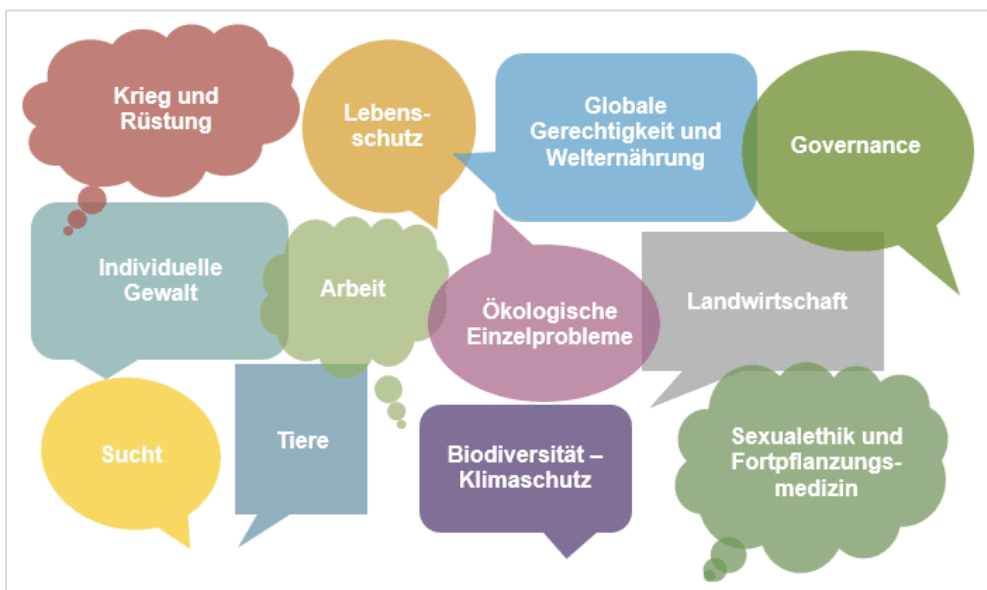 Krieg und
Rüstung
Lebens-
schutz
Globale
Gerechtigkeit und
Welternährung
Governance
Individuelle
Gewalt
Arbeit
Ökologische
Einzelprobleme
Landwirtschaft
Sucht
Tiere
Biodiversität –
Klimaschutz
Sexualethik und
Fortpflanzungs-
medizin